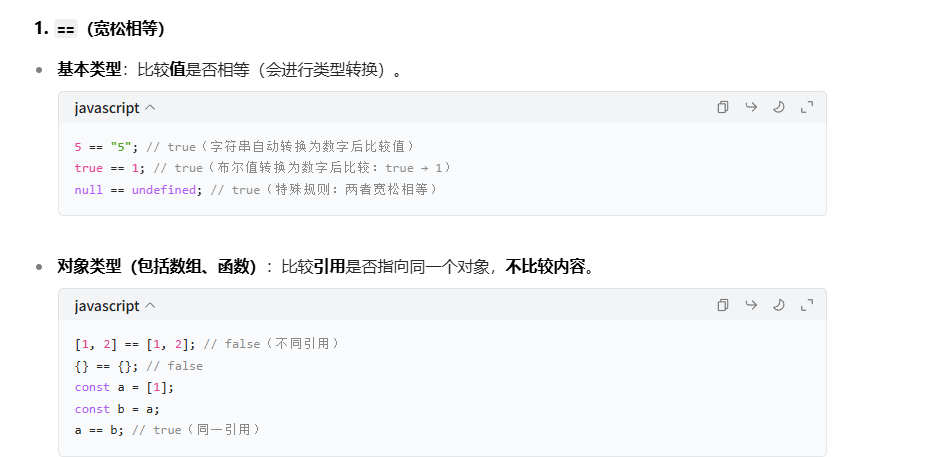 1. ==（宽松相等）
基本类型：比较值是否相等（会进行类型转换）。
javascript
5 == "5"; // true（字符串自动转换为数字后比较值）
true == 1; // true（布尔值转换为数字后比较：true → 1）
null == undefined; // true（特殊规则：两者宽松相等）
对象类型（包括数组、函数）：比较引用是否指向同一个对象，不比较内容。
javascript
[1, 2] == [1, 2]; // false（不同引用）
{} == {}; // false
const a = [1];
const b = a;
a == b; // true（同一引用）